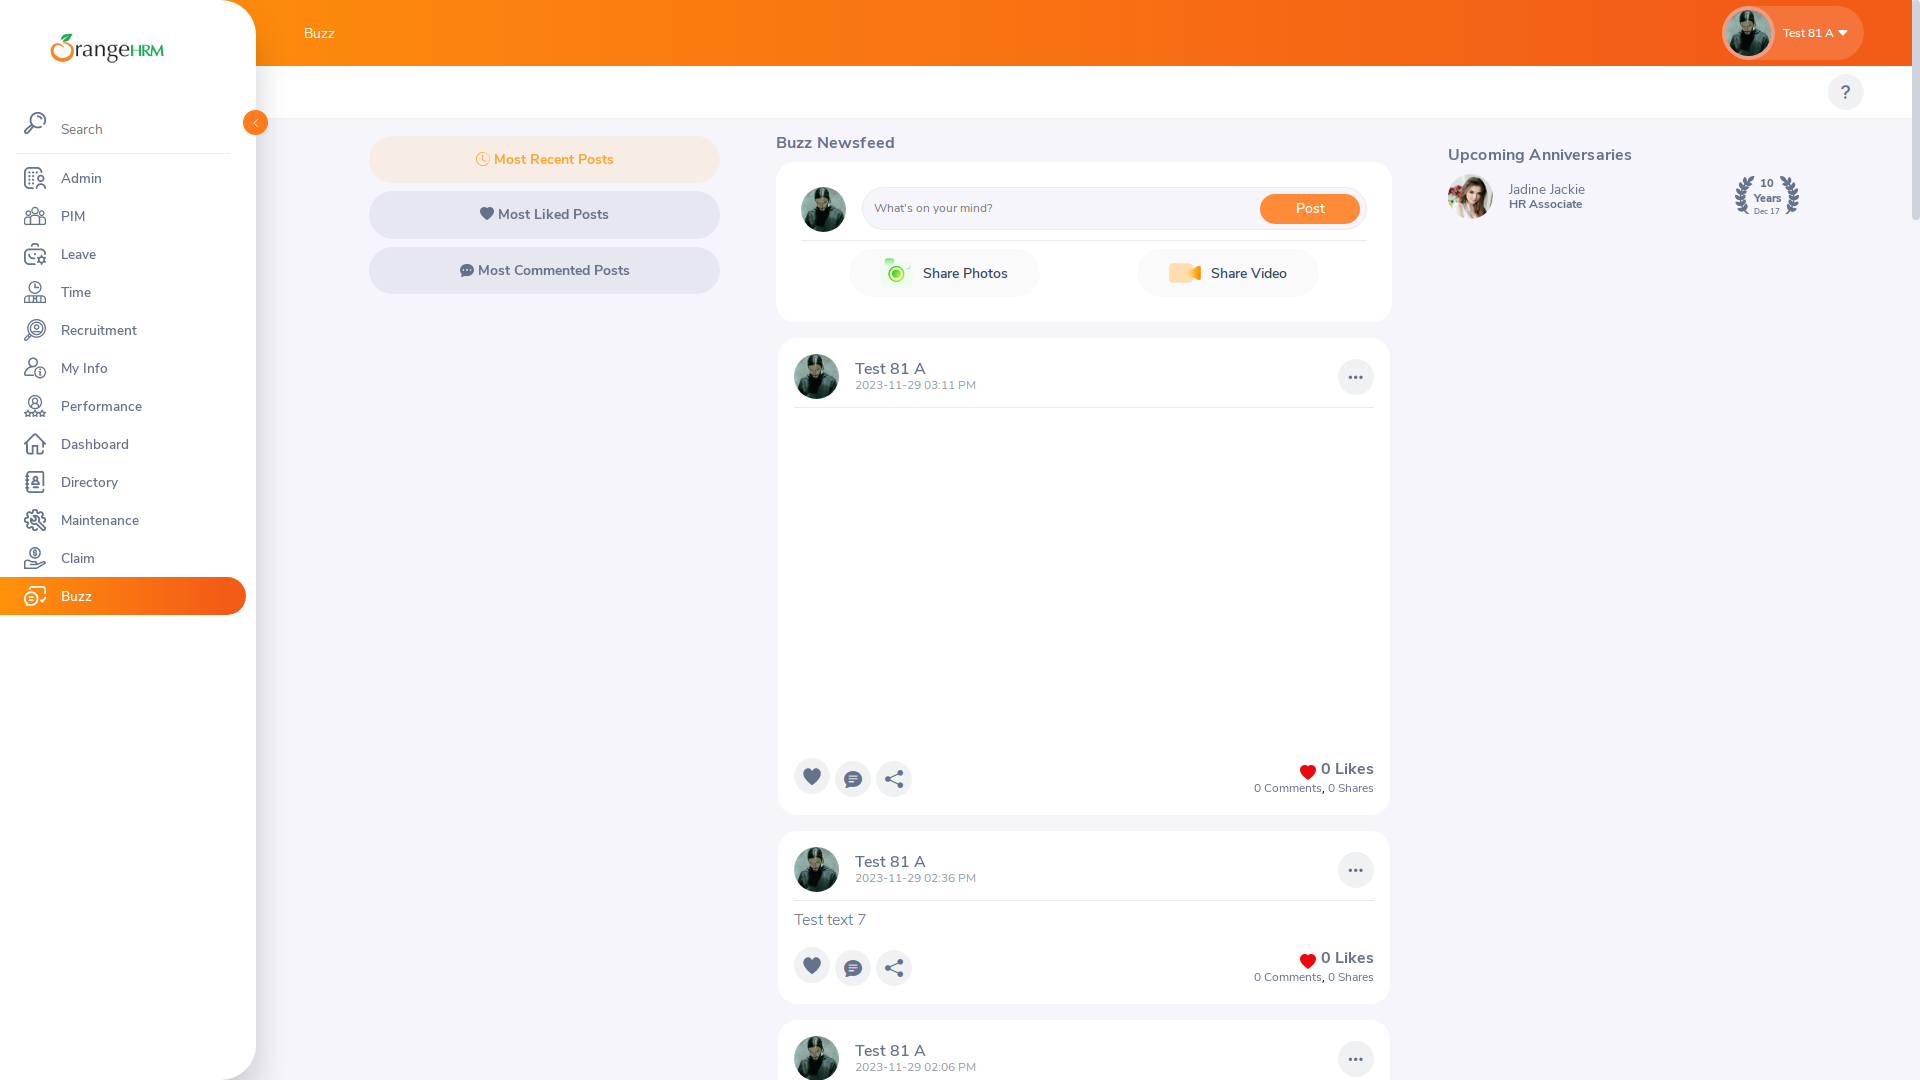 OrangeHRM
Search
Admin
PIM
Leave
Time
Recruitment
My Info
Performance
Dashboard
Directory
Maintenance
Claim
Buzz
Buzz
Test 81 A
?
Most Recent Posts
Most Liked Posts
Most Commented Posts
Buzz Newsfeed
What's on your mind?
Post
Share Photos
Share Video
Test 81 A
2023-11-29 03:11 PM
0 Likes
0 Comments, 0 Shares
Test 81 A
2023-11-29 02:36 PM
Test text 7
0 Likes
0 Comments, 0 Shares
Test 81 A
2023-11-29 02:06 PM
Upcoming Anniversaries
Jadine Jackie
HR Associate
10
Years
Dec 17